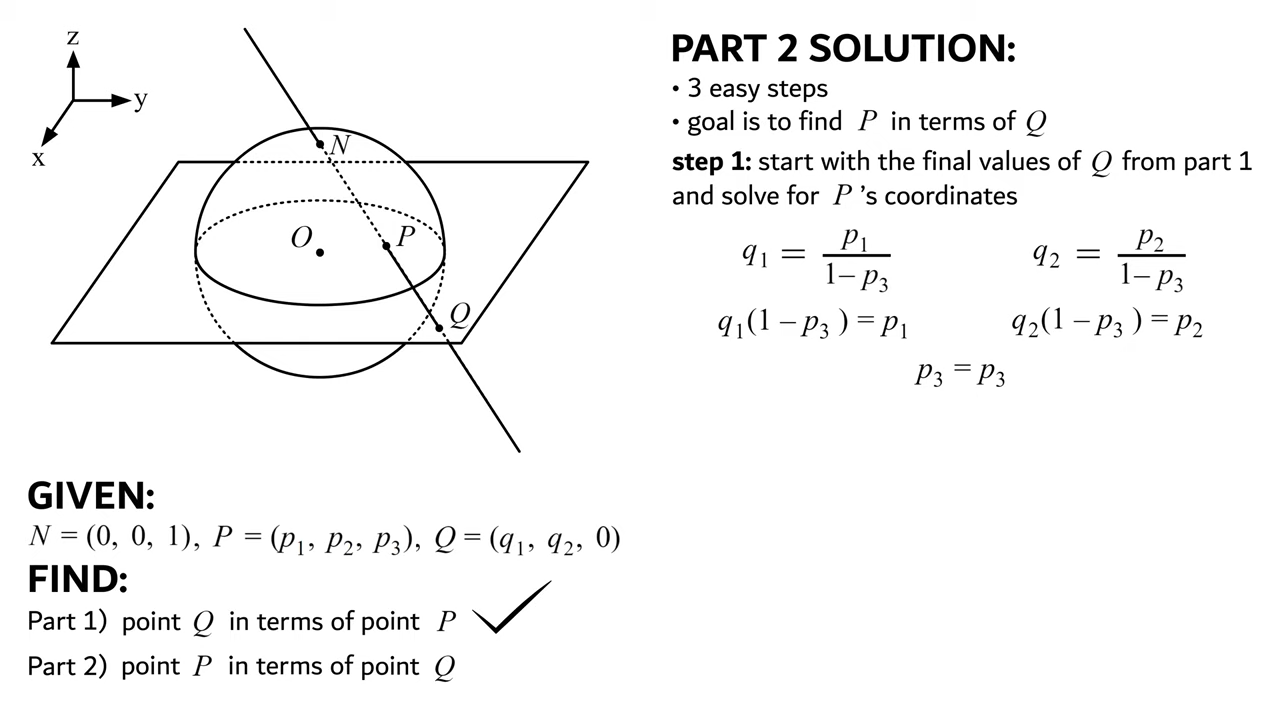 z
y
x
N
O
P
Q
GIVEN:
N = (0, 0, 1), P = (p₁, p₂, p₃), Q = (q₁, q₂, 0)
FIND:
Part 1) point Q in terms of point P
Part 2) point P in terms of point Q
PART 2 SOLUTION:
• 3 easy steps
• goal is to find P in terms of Q
step 1: start with the final values of Q from part 1
and solve for P 's coordinates
q₁ = p₁ / 1– p₃ q₂ = p₂ / 1– p₃
q₁(1 – p₃ ) = p₁ q₂(1 – p₃ ) = p₂
p₃ = p₃